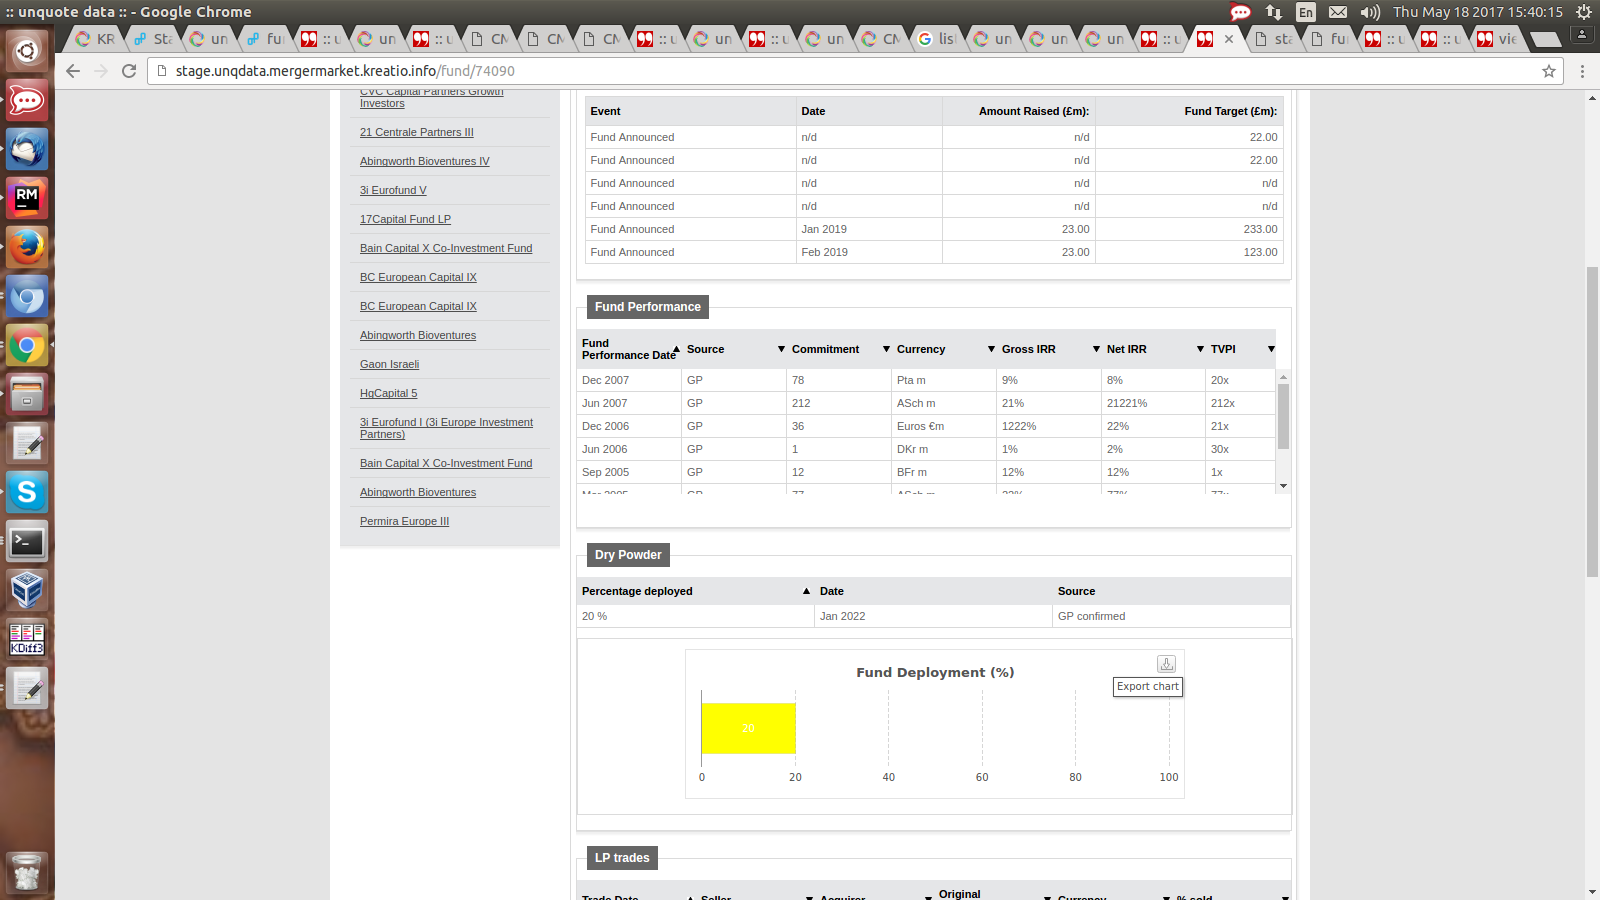 :: unquote data :: - Google Chrome
En
Thu May 18 2017 15:40:15
KR
Sta
un
fu
:: u
un
:: u
CM
CM
CM
:: u
un
:: u
un
CM
lis
un
un
un
:: u
sta
fu
:: u
:: u
vie
stage.unqdata.mergermarket.kreatio.info/fund/74090
CVC Capital Partners Growth
Investors
21 Centrale Partners III
Abingworth Bioventures IV
3i Eurofund V
17Capital Fund LP
Bain Capital X Co-Investment Fund
BC European Capital IX
BC European Capital IX
Abingworth Bioventures
Gaon Israeli
HgCapital 5
3i Eurofund I (3i Europe Investment
Partners)
Bain Capital X Co-Investment Fund
Abingworth Bioventures
Permira Europe III
Event Date Amount Raised (£m): Fund Target (£m):
Fund Announced n/d n/d 22.00
Fund Announced n/d n/d 22.00
Fund Announced n/d n/d n/d
Fund Announced n/d n/d n/d
Fund Announced Jan 2019 23.00 233.00
Fund Announced Feb 2019 23.00 123.00
Fund Performance
Fund
Performance Date Source Commitment Currency Gross IRR Net IRR TVPI
Dec 2007 GP 78 Pta m 9% 8% 20x
Jun 2007 GP 212 ASch m 21% 21221% 212x
Dec 2006 GP 36 Euros €m 1222% 22% 21x
Jun 2006 GP 1 DKr m 1% 2% 30x
Sep 2005 GP 12 BFr m 12% 12% 1x
Mar 2005 GP 77 ASch m 22% 77% 77x
Dry Powder
Percentage deployed Date Source
20 % Jan 2022 GP confirmed
Fund Deployment (%)
Export chart
20
0 20 40 60 80 100
LP trades
Original
Trade Date Seller Acquirer Currency % sold
RM
KDiff3